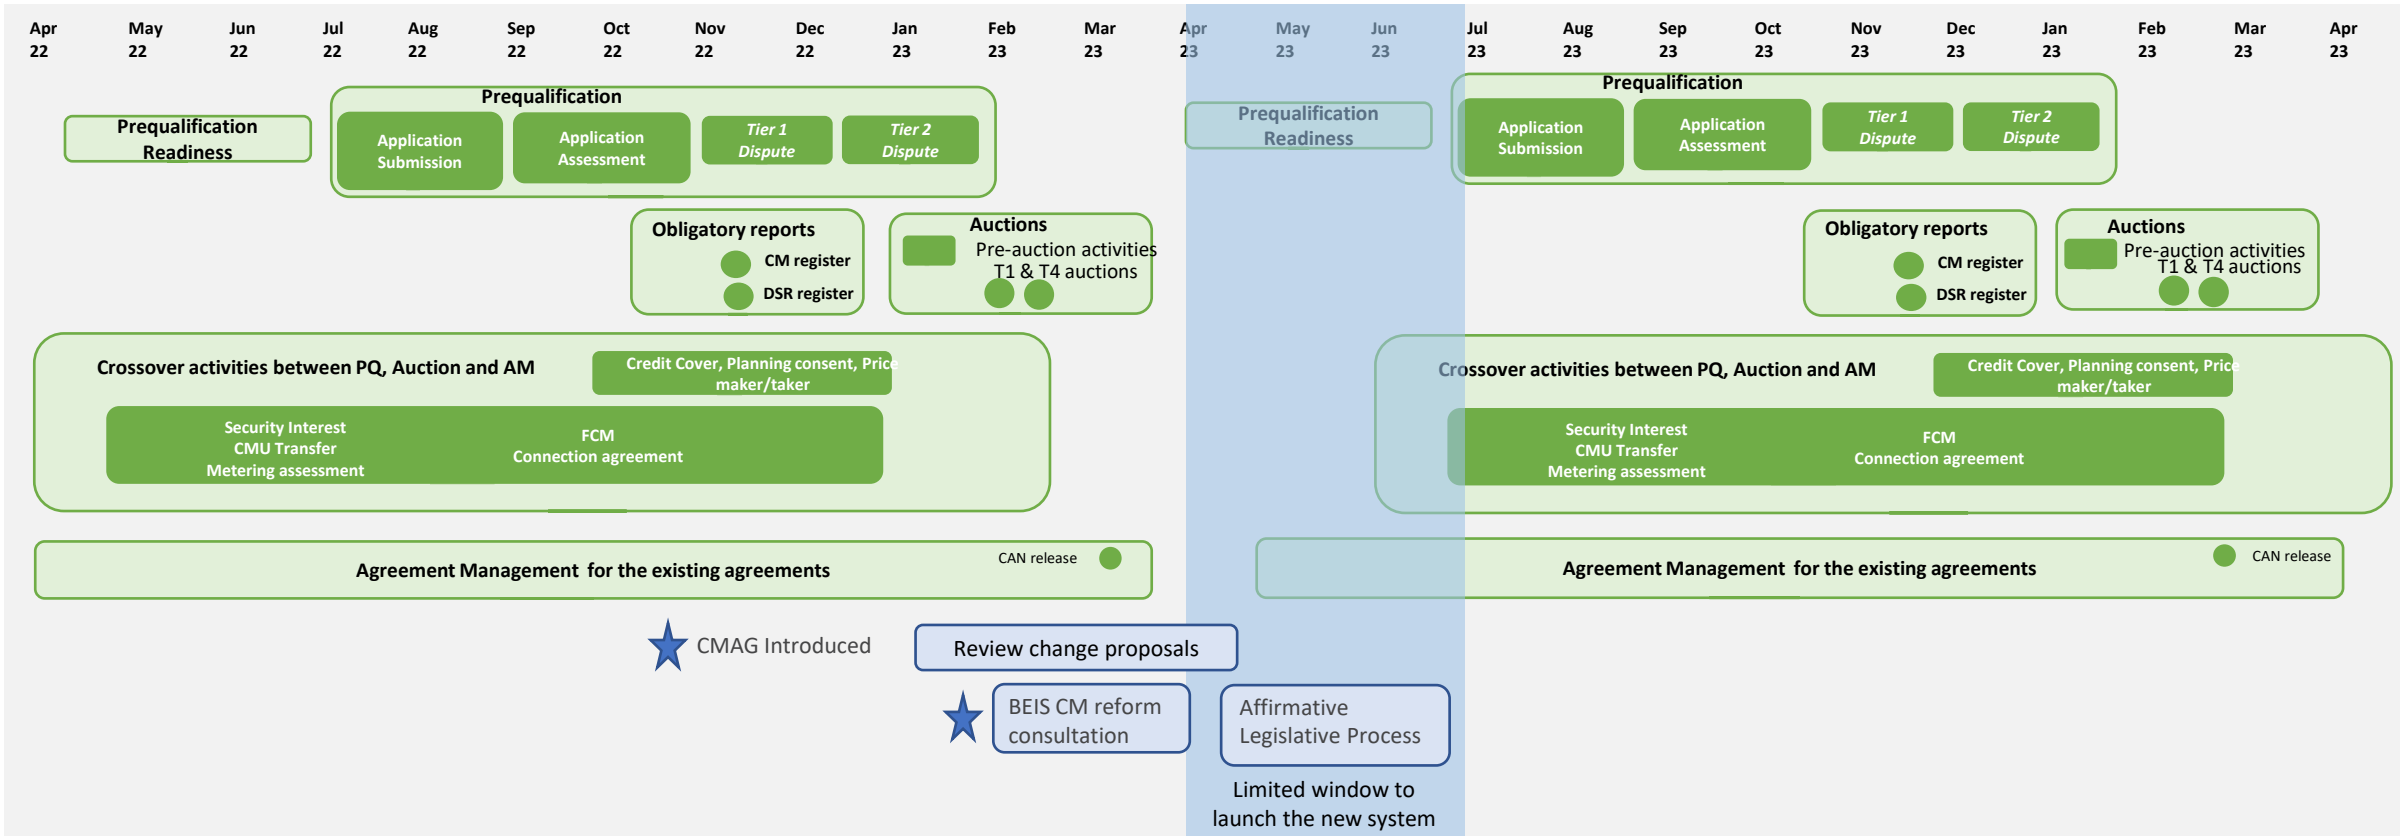 Apr May Jun Jul Aug Sep Oct Nov Dec Jan Feb Mar Apr May Jun Jul Aug Sep Oct Nov Dec Jan Feb Mar Apr
22 22 22 22 22 22 22 22 22 23 23 23 23 23 23 23 23 23 23 23 23 23 23 23 23
Prequalification
Readiness
Prequalification
Application
Submission
Application
Assessment
Tier 1
Dispute
Tier 2
Dispute
Prequalification
Readiness
Prequalification
Application
Submission
Application
Assessment
Tier 1
Dispute
Tier 2
Dispute
Obligatory reports
CM register
DSR register
Auctions
Pre-auction activities
T1 & T4 auctions
Obligatory reports
CM register
DSR register
Auctions
Pre-auction activities
T1 & T4 auctions
Crossover activities between PQ, Auction and AM
Credit Cover, Planning consent, Price
maker/taker
Security Interest
CMU Transfer
Metering assessment
FCM
Connection agreement
Crossover activities between PQ, Auction and AM
Credit Cover, Planning consent, Price
maker/taker
Security Interest
CMU Transfer
Metering assessment
FCM
Connection agreement
CAN release
Agreement Management for the existing agreements
CAN release
Agreement Management for the existing agreements
CMAG Introduced
Review change proposals
BEIS CM reform
consultation
Affirmative
Legislative Process
Limited window to
launch the new system